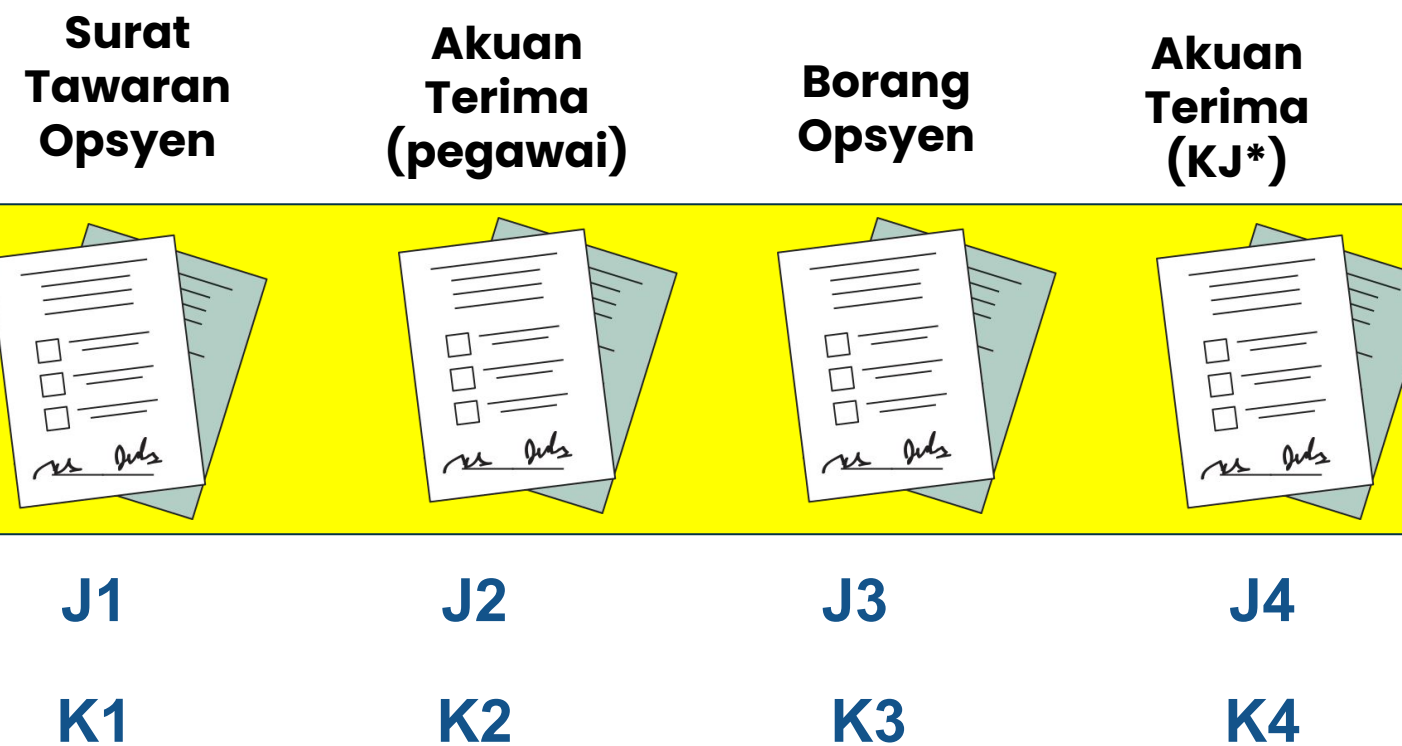 Surat
Tawaran
Opsyen
Akuan
Terima
(pegawai)
Borang
Opsyen
Akuan
Terima
(KJ*)
J1 J2 J3 J4
K1 K2 K3 K4